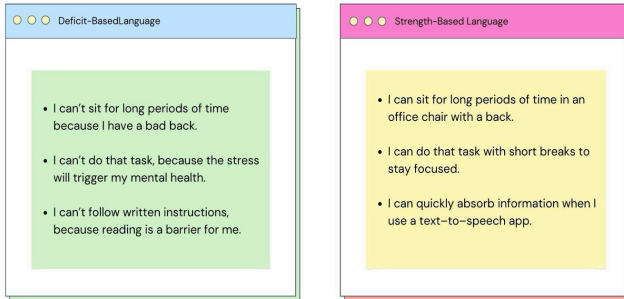 Deficit-BasedLanguage
• I can't sit for long periods of time
because I have a bad back.
• I can't do that task, because the stress
will trigger my mental health.
• I can't follow written instructions,
because reading is a barrier for me.
Strength-Based Language
• I can sit for long periods of time in an
office chair with a back.
• I can do that task with short breaks to
stay focused.
• I can quickly absorb information when I
use a text–to–speech app.